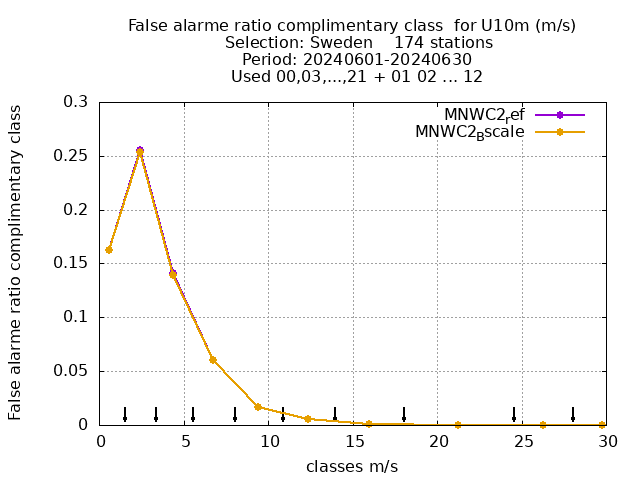 False alarme ratio complimentary class  for U10m (m/s)
Selection: Sweden    174 stations
Period: 20240601-20240630
Used 00,03,...,21 + 01 02 ... 12
False alarme ratio complimentary class
0.3
0.25
0.2
0.15
0.1
0.05
0
MNWC2ref
MNWC2Bscale
0 5 10 15 20 25 30
classes m/s